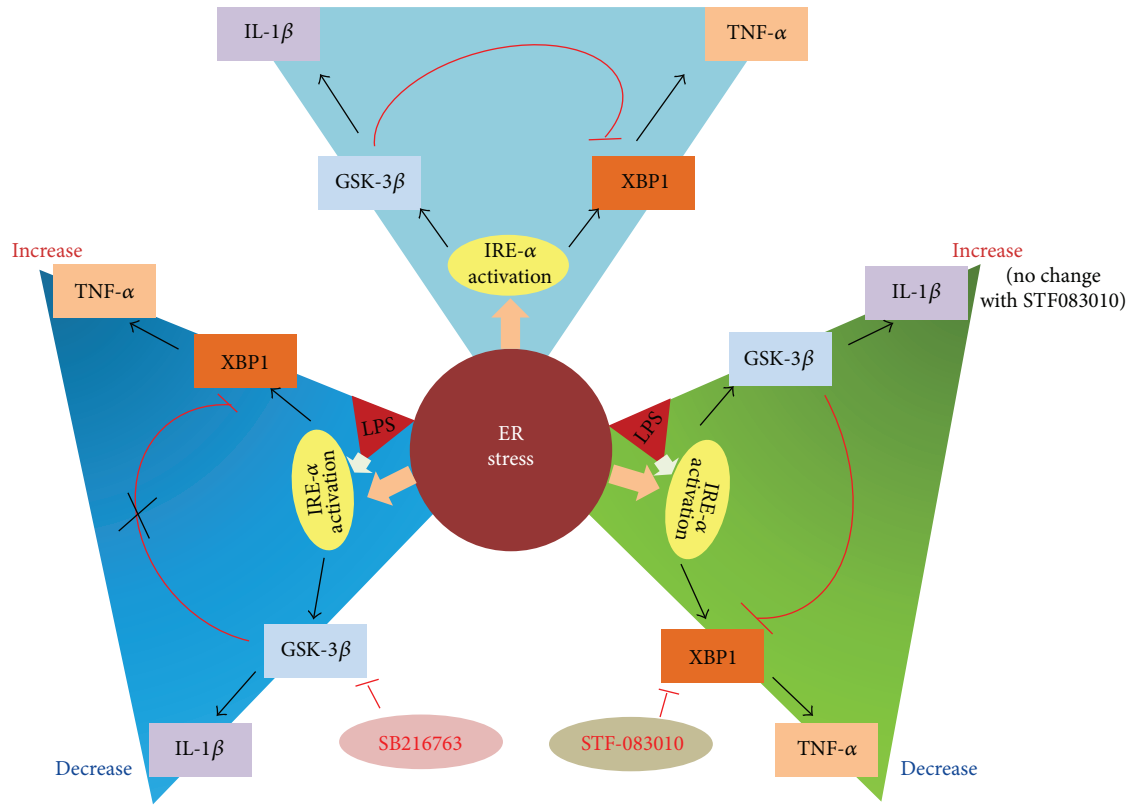 IL-1β
TNF-α
GSK-3β
XBP1
IRE-α
activation
Increase
TNF-α
XBP1
LPS
IRE-α
activation
GSK-3β
IL-1β
Decrease
SB216763
ER
stress
Increase
(no change
with STF083010)
IL-1β
GSK-3β
LPS
IRE-α
activation
XBP1
STF-083010
TNF-α
Decrease